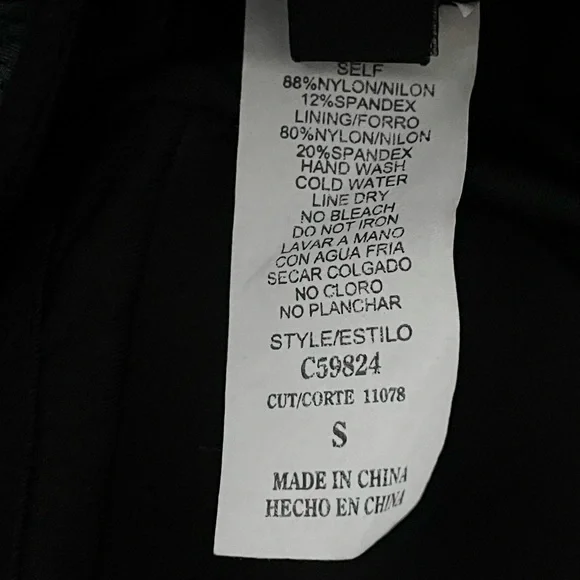 SELF
88%NYLON/NILON
12%SPANDEX
LINING/FORRO
80%NYLON/NILON
20%SPANDEX
HAND WASH
COLD WATER
LINE DRY
NO BLEACH
DO NOT IRON
LAVAR A MANO
CON AGUA FRIA
SECAR COLGADO
NO CLORO
NO PLANCHAR
STYLE/ESTILO
C59824
CUT/CORTE 11078
S
MADE IN CHINA
HECHO EN CHINA